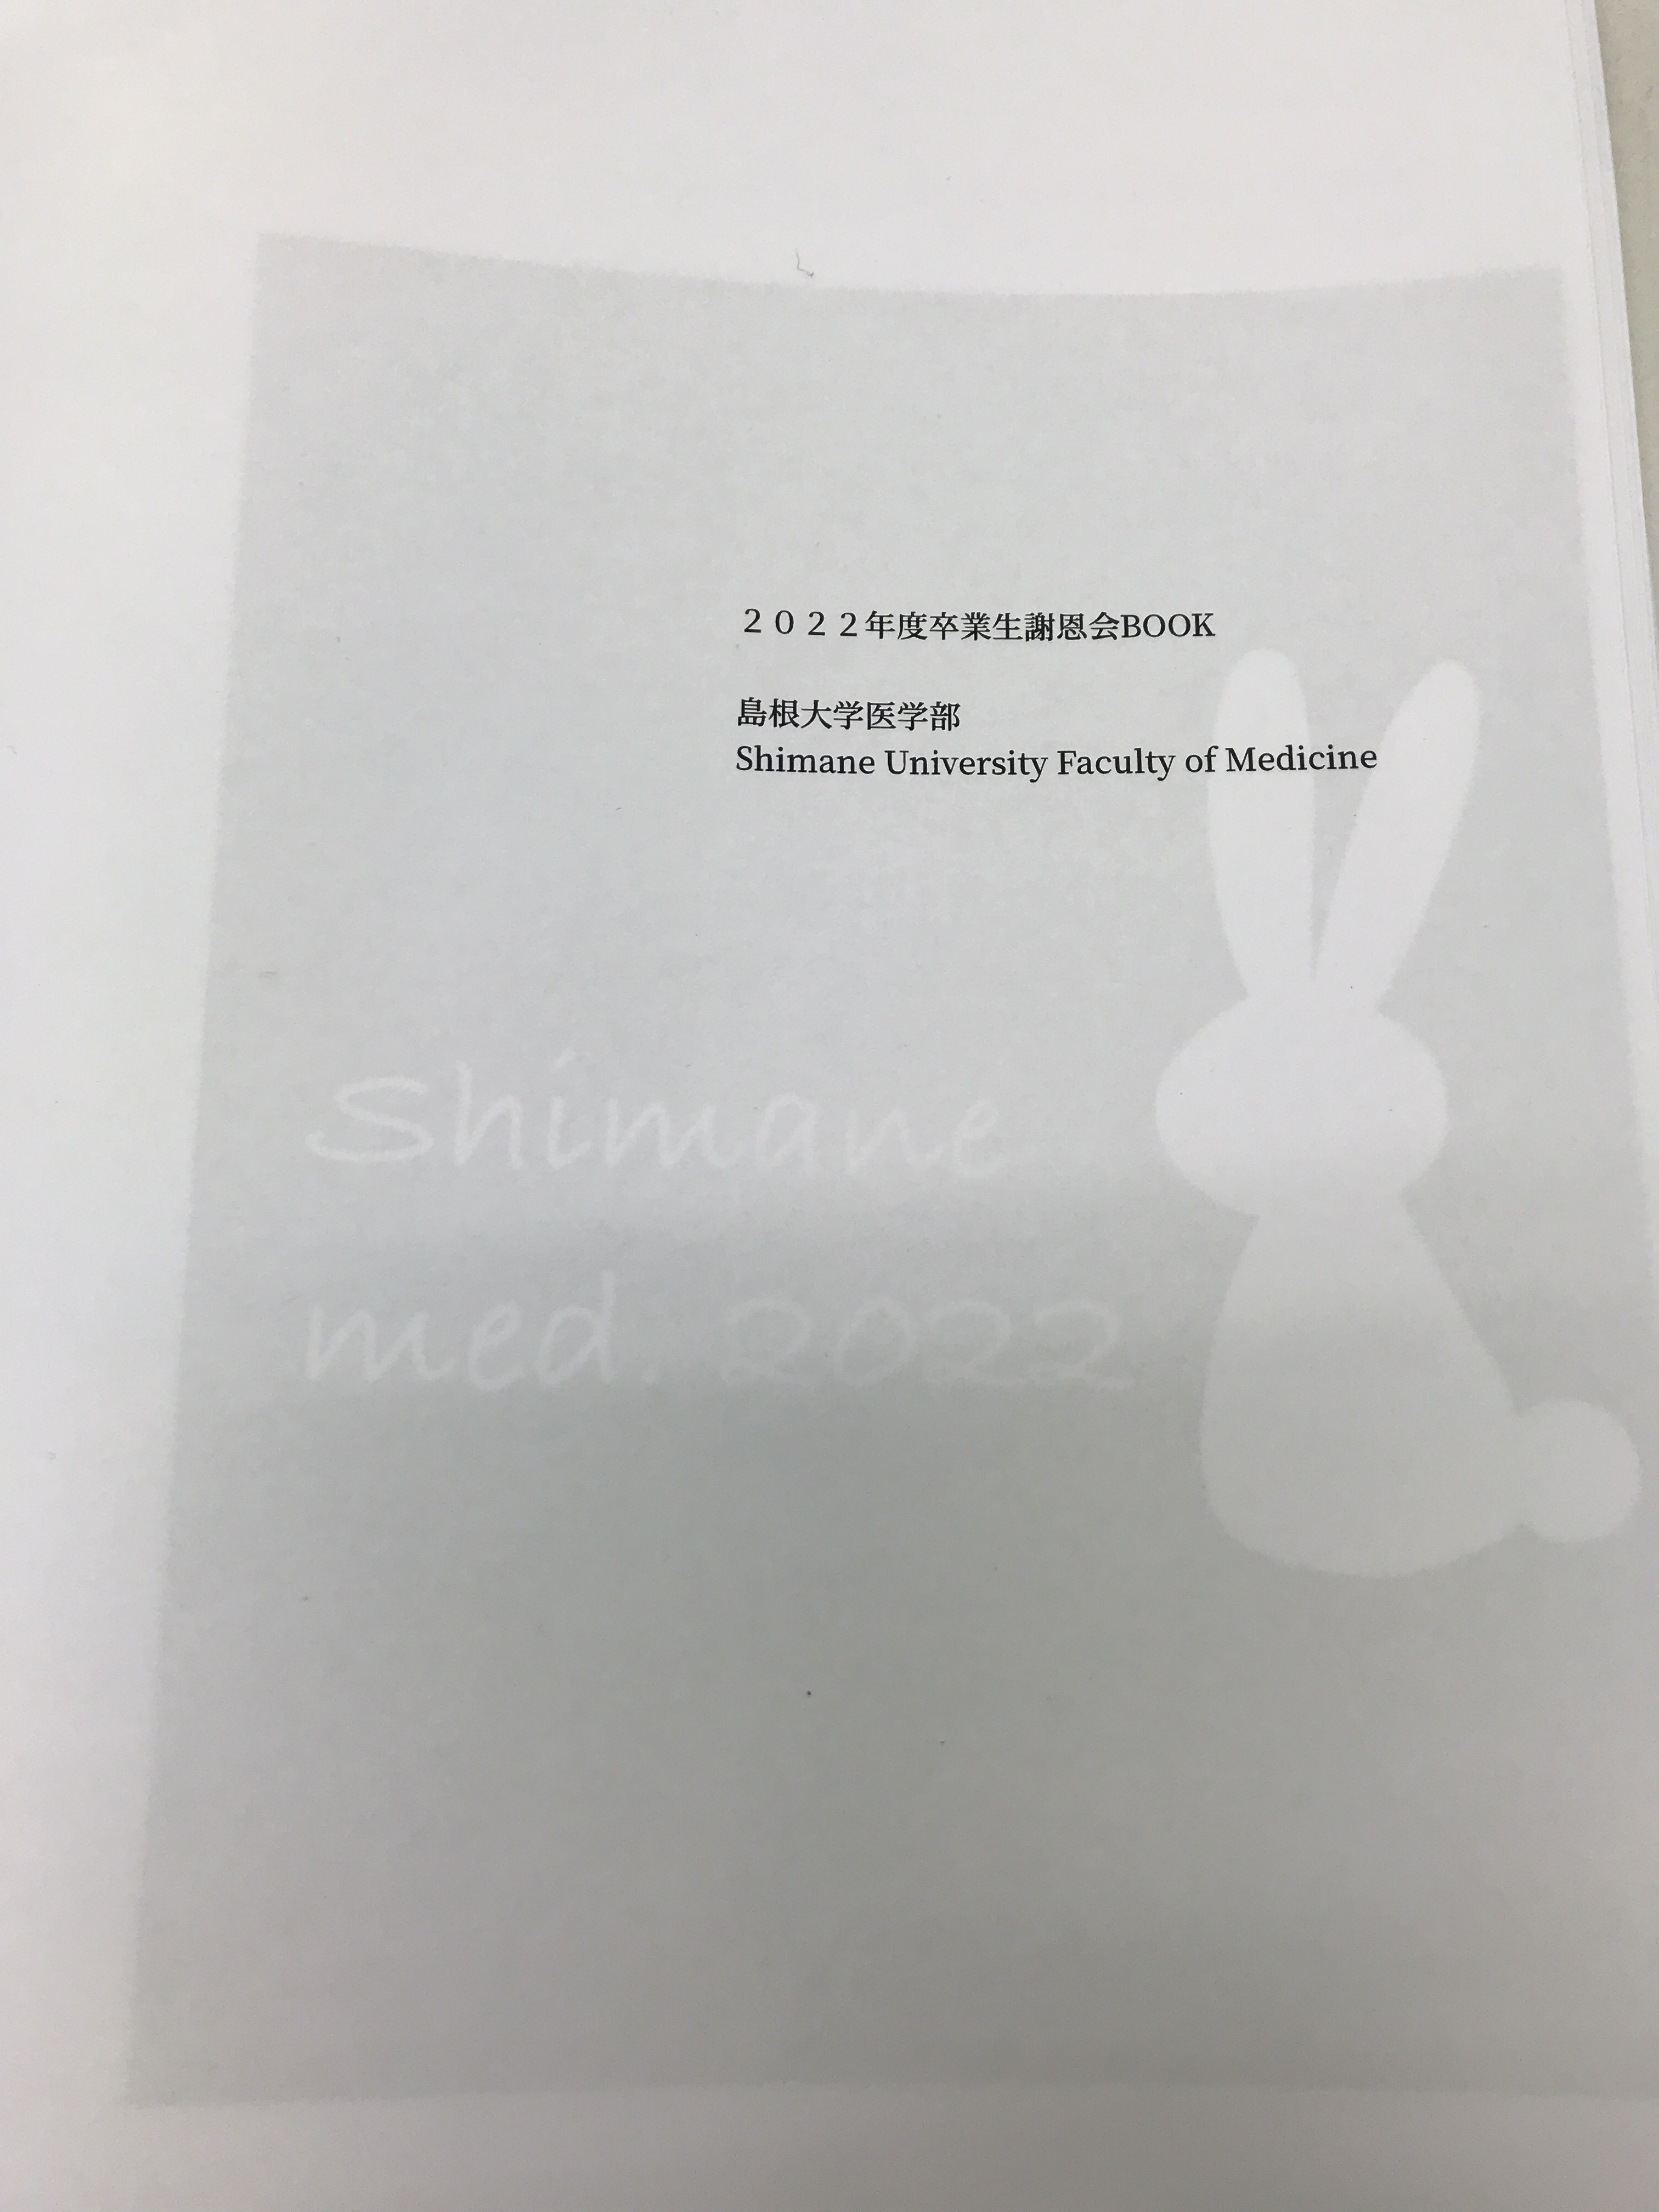 ２０２２年度卒業生謝恩会BOOK
島根大学医学部
Shimane University Faculty of Medicine
Shimane
med. 2022